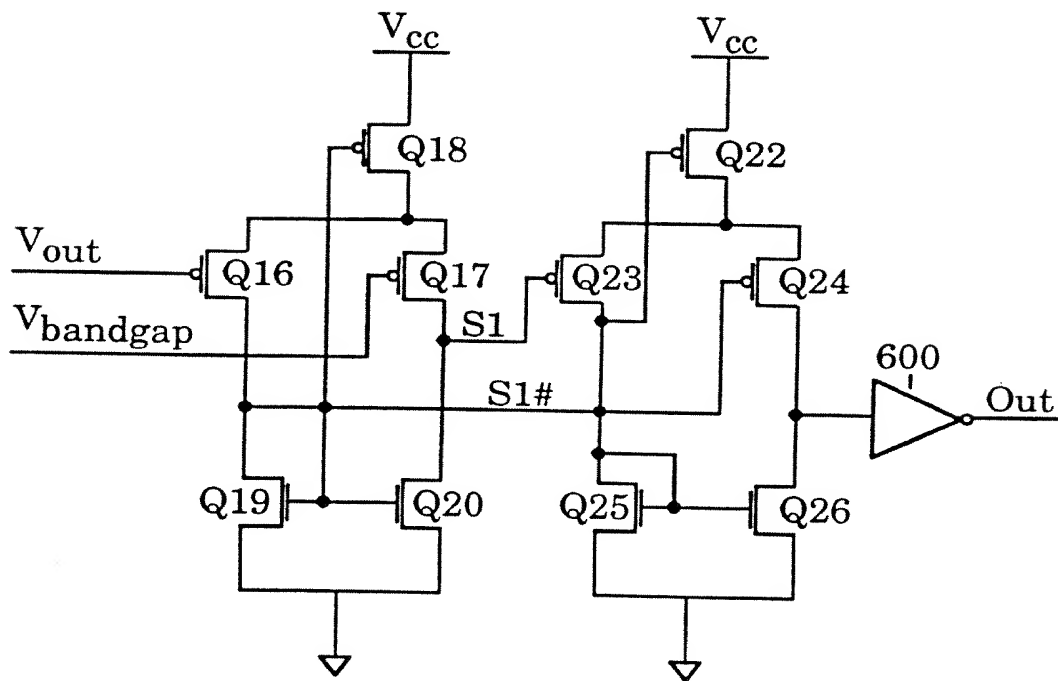 Vcc
Vcc
Q18
Q22
Vout
Q16
Q17
Q23
Q24
Vbandgap
S1
600
S1#
Out
Q19
Q20
Q25
Q26